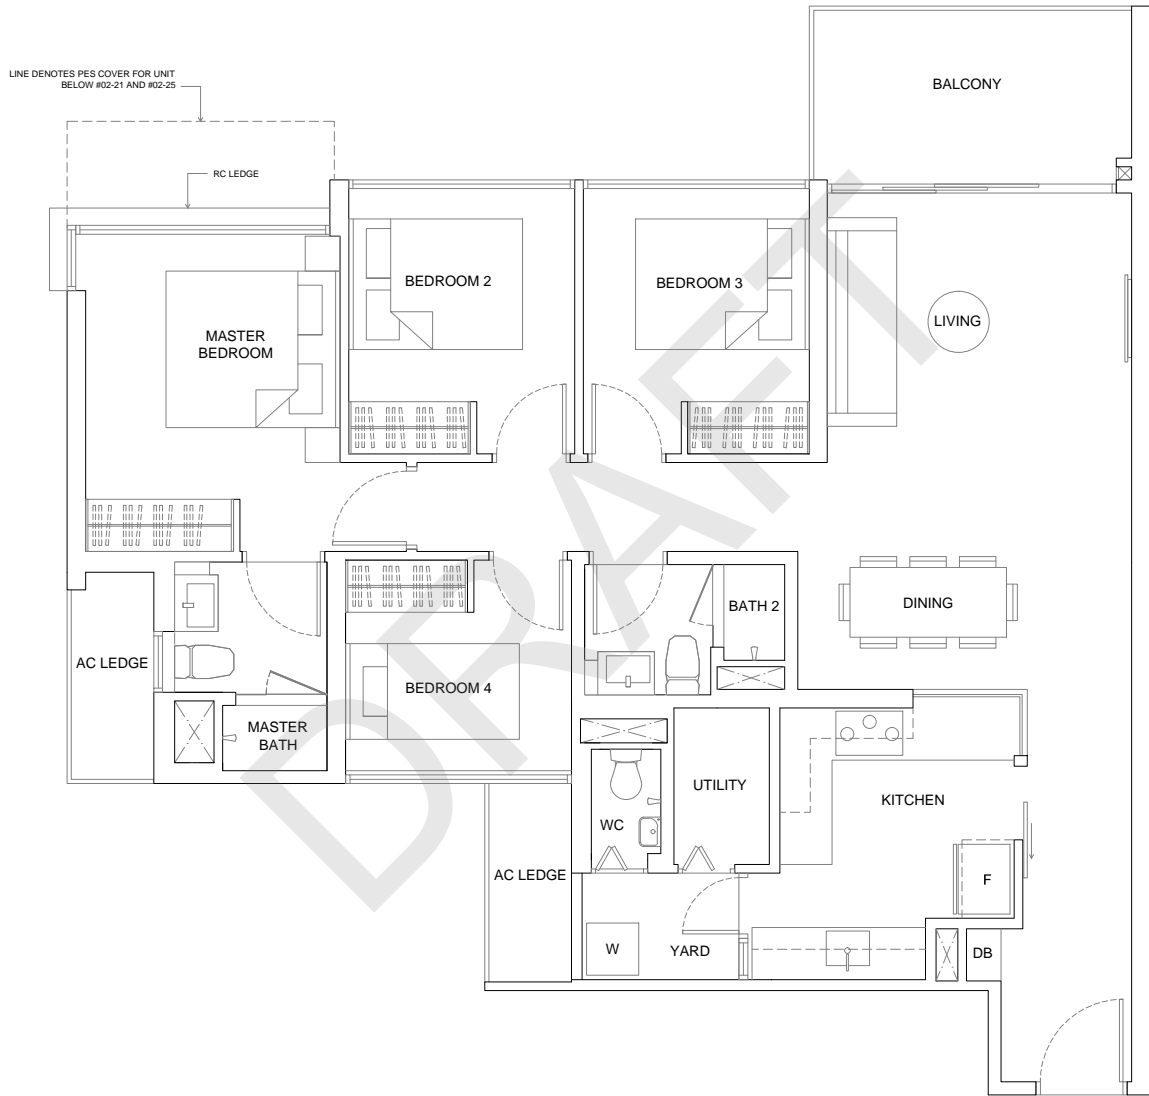 LINE DENOTES PES COVER FOR UNIT
BELOW #02-21 AND #02-25
RC LEDGE
BALCONY
MASTER
BEDROOM
BEDROOM 2
BEDROOM 3
LIVING
DINING
BATH 2
AC LEDGE
BEDROOM 4
MASTER
BATH
UTILITY
KITCHEN
WC
AC LEDGE
F
W
YARD
DB
DRAFT